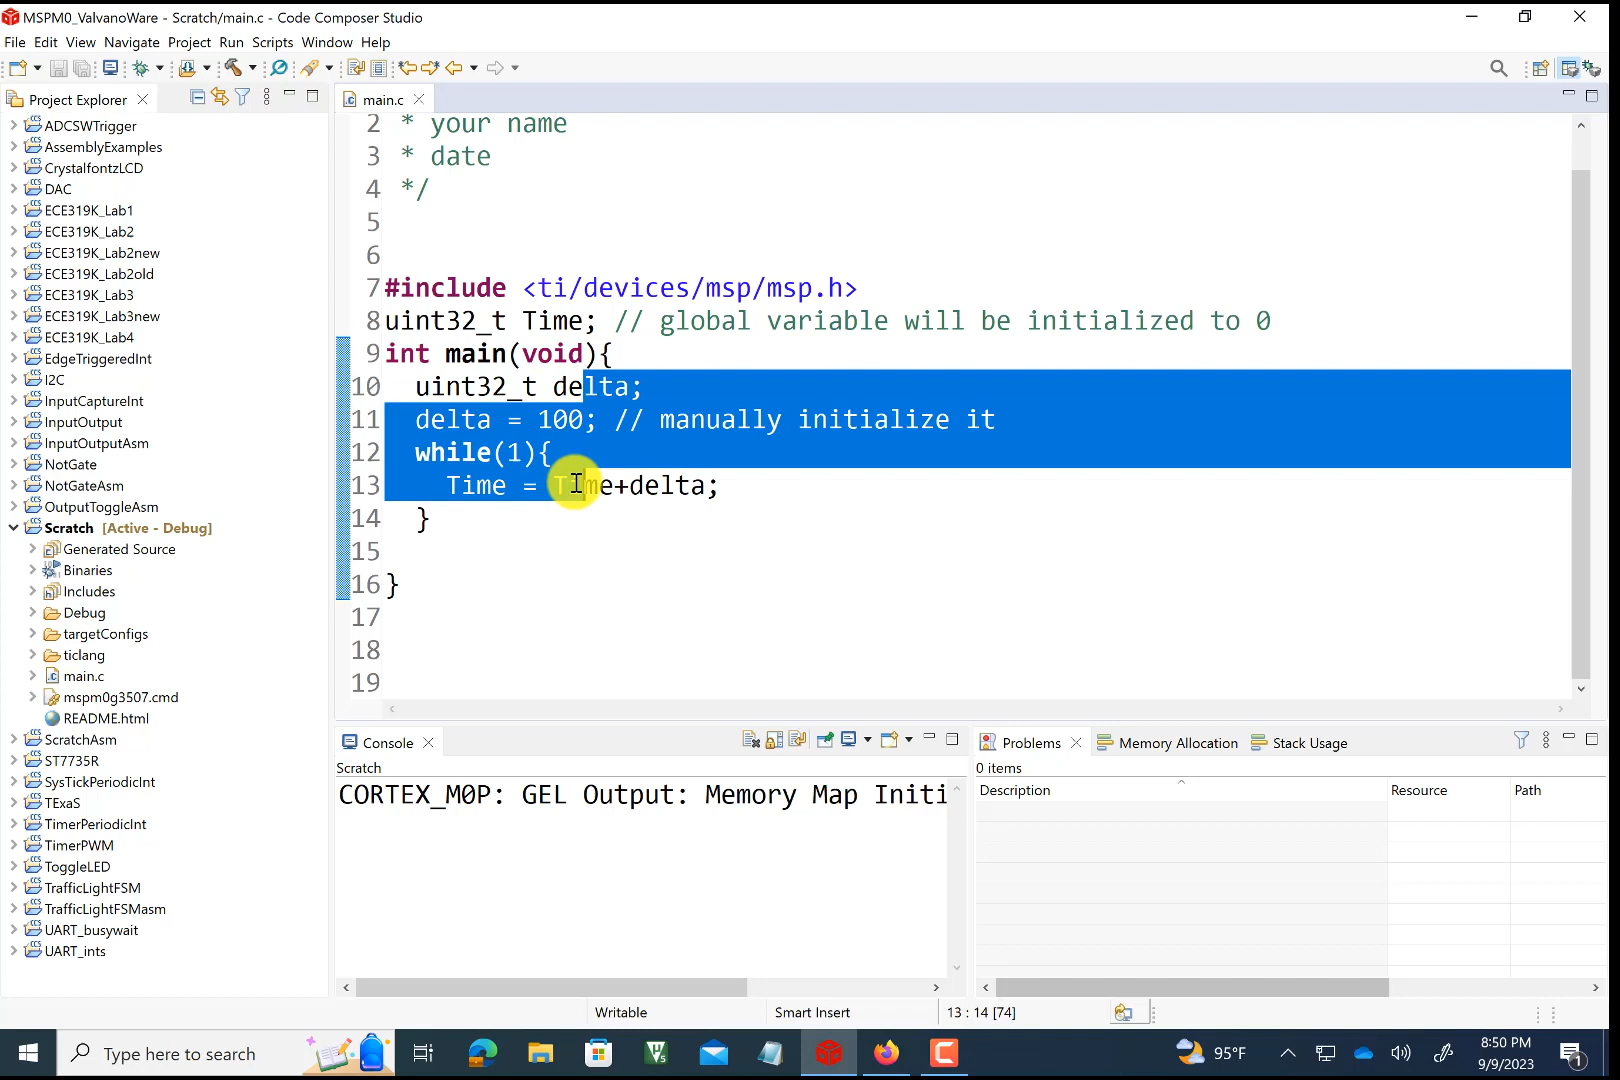 MSPM0_ValvanoWare - Scratch/main.c - Code Composer Studio
File Edit View Navigate Project Run Scripts Window Help
Project Explorer
ADCSWTrigger
AssemblyExamples
CrystalfontzLCD
DAC
ECE319K_Lab1
ECE319K_Lab2
ECE319K_Lab2new
ECE319K_Lab2old
ECE319K_Lab3
ECE319K_Lab3new
ECE319K_Lab4
EdgeTriggeredInt
I2C
InputCaptureInt
InputOutput
InputOutputAsm
NotGate
NotGateAsm
OutputToggleAsm
Scratch [Active - Debug]
Generated Source
Binaries
Includes
Debug
targetConfigs
ticlang
main.c
mspm0g3507.cmd
README.html
ScratchAsm
ST7735R
SysTickPeriodicInt
TExaS
TimerPeriodicInt
TimerPWM
ToggleLED
TrafficLightFSM
TrafficLightFSMasm
UART_busywait
UART_ints
main.c
2 * your name
3 * date
4 */
5
6
7 #include <ti/devices/msp/msp.h>
8 uint32_t Time; // global variable will be initialized to 0
9 int main(void){
10 uint32_t delta;
11 delta = 100; // manually initialize it
12 while(1){
13 Time = Time+delta;
14 }
15
16 }
17
18
19
Console
Scratch
CORTEX_M0P: GEL Output: Memory Map Initi
Problems Memory Allocation Stack Usage
0 items
Description Resource Path
Writable Smart Insert 13 : 14 [74]
Type here to search
95°F
8:50 PM
9/9/2023
1